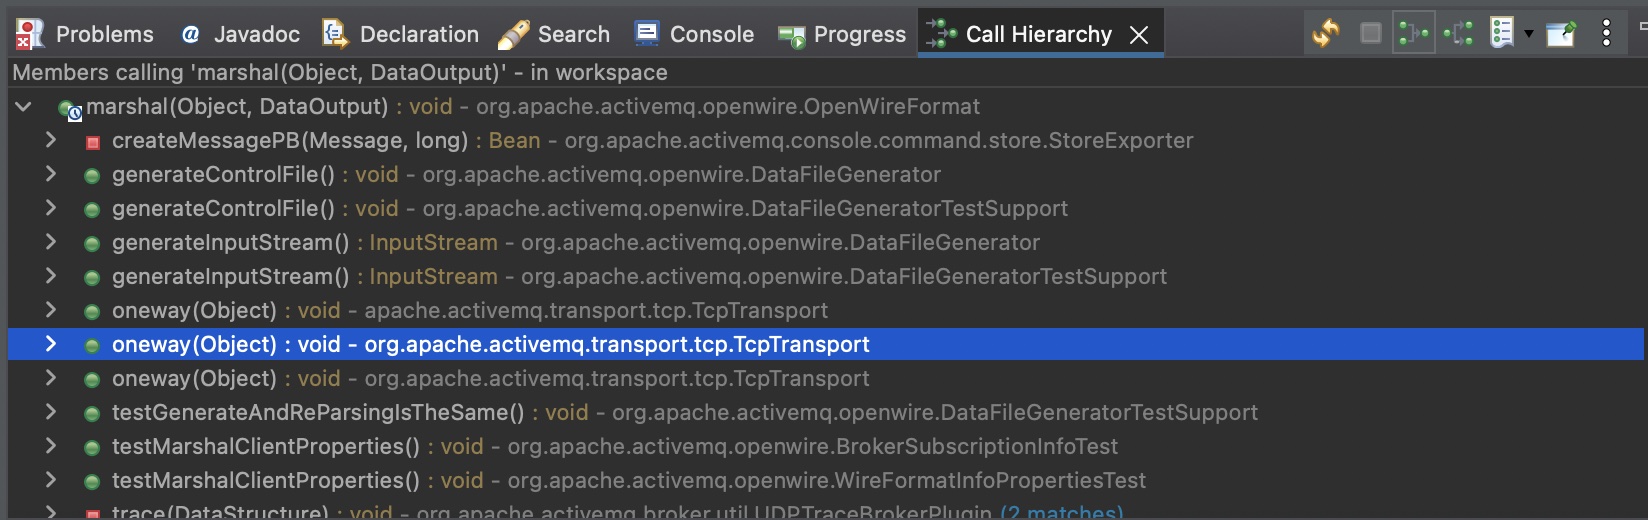 Problems @ Javadoc Declaration Search Console Progress Call Hierarchy
Members calling 'marshal(Object, DataOutput)' - in workspace
marshal(Object, DataOutput) : void - org.apache.activemq.openwire.OpenWireFormat
createMessagePB(Message, long) : Bean - org.apache.activemq.console.command.store.StoreExporter
generateControlFile() : void - org.apache.activemq.openwire.DataFileGenerator
generateControlFile() : void - org.apache.activemq.openwire.DataFileGeneratorTestSupport
generateInputStream() : InputStream - org.apache.activemq.openwire.DataFileGenerator
generateInputStream() : InputStream - org.apache.activemq.openwire.DataFileGeneratorTestSupport
oneway(Object) : void - apache.activemq.transport.tcp.TcpTransport
oneway(Object) : void - org.apache.activemq.transport.tcp.TcpTransport
oneway(Object) : void - org.apache.activemq.transport.tcp.TcpTransport
testGenerateAndReParsingIsTheSame() : void - org.apache.activemq.openwire.DataFileGeneratorTestSupport
testMarshalClientProperties() : void - org.apache.activemq.openwire.BrokerSubscriptionInfoTest
testMarshalClientProperties() : void - org.apache.activemq.openwire.WireFormatInfoPropertiesTest
trace(DataStructure) : void - org.apache.activemq.broker.util.UDPTraceBrokerPlugin (2 matches)